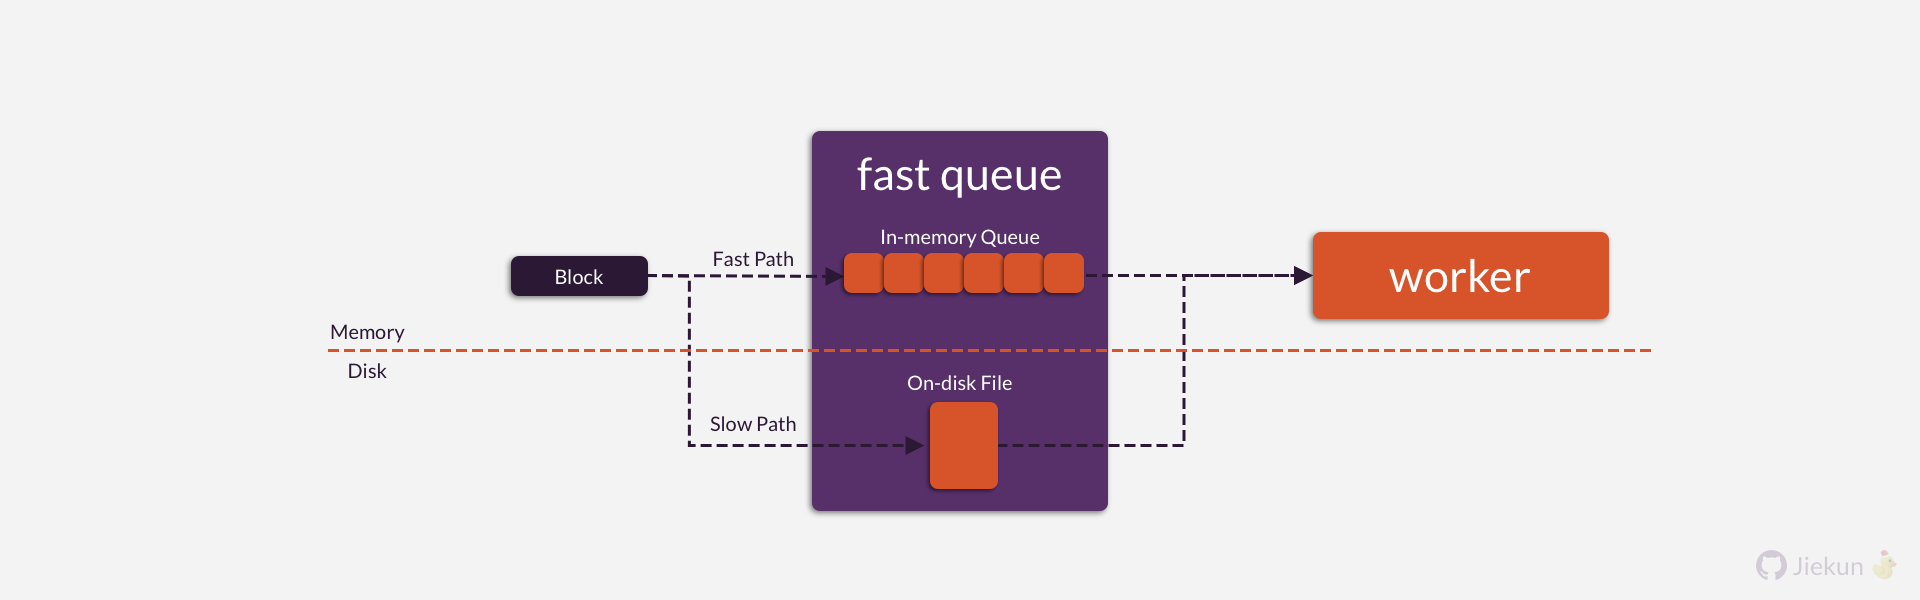 fast queue
In-memory Queue
Fast Path
Block
worker
Memory
Disk
On-disk File
Slow Path
Jiekun